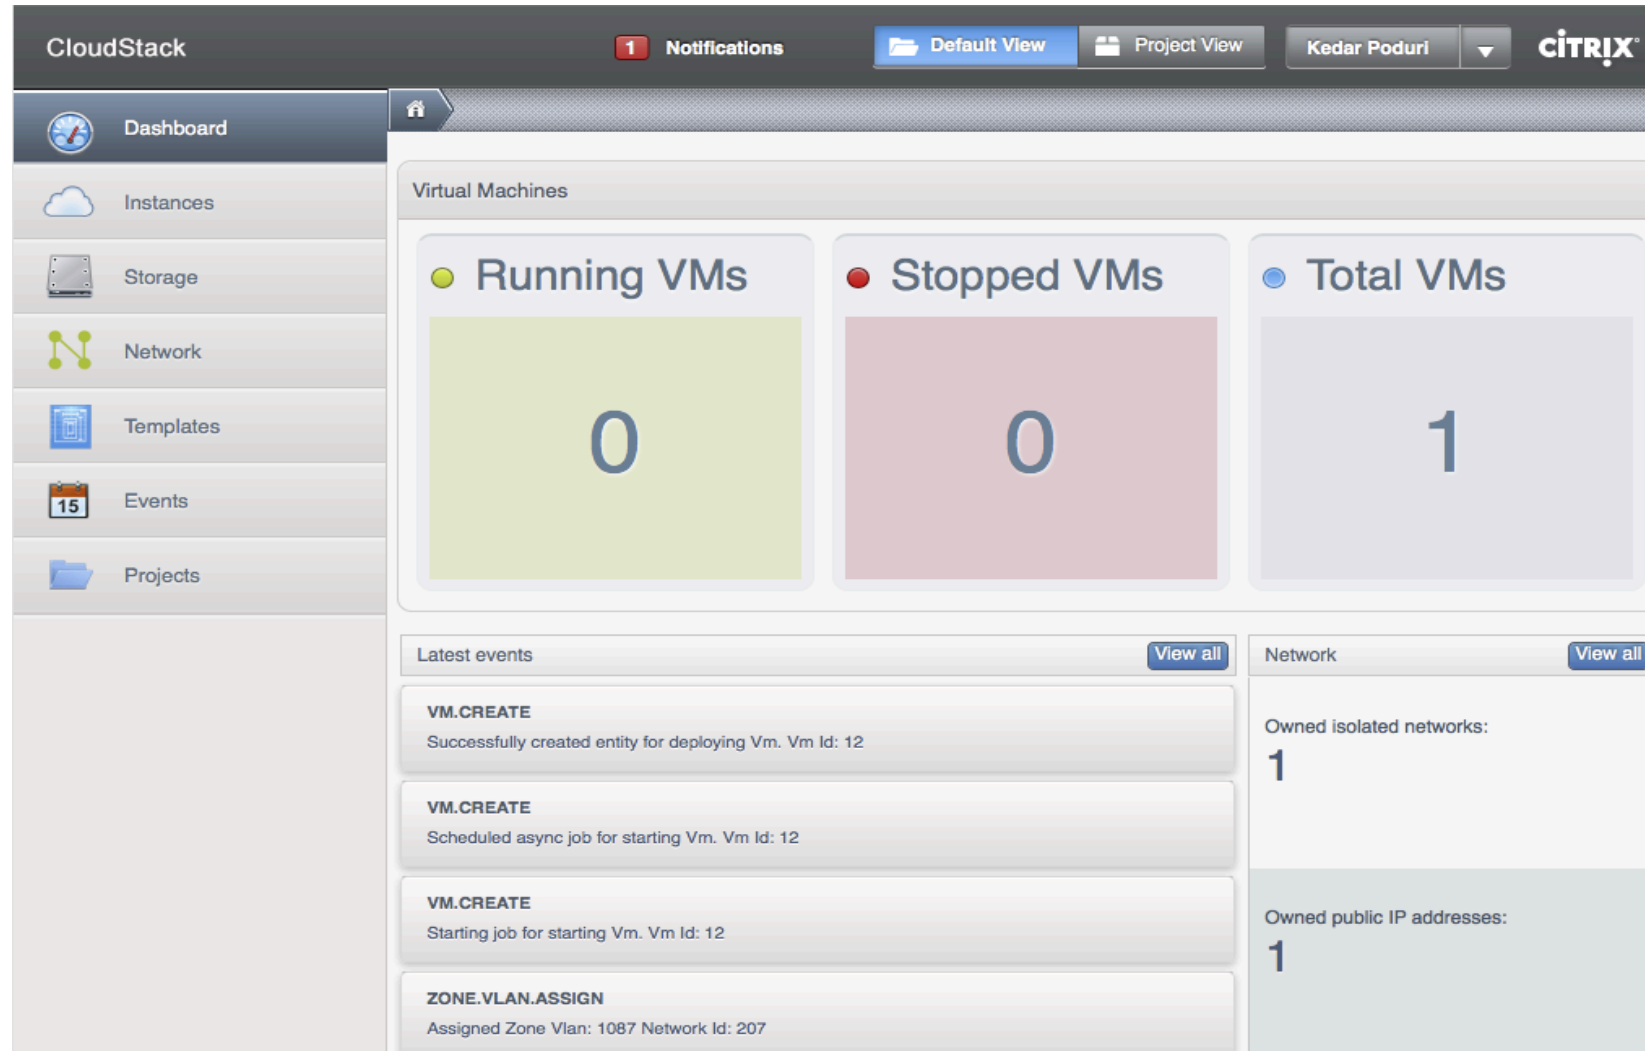 CloudStack
1 Notifications
Default View
Project View
Kedar Poduri
CİTRIX
Dashboard
Instances
Storage
Network
Templates
15
Events
Projects
Virtual Machines
Running VMs
0
Stopped VMs
0
Total VMs
1
Latest events
View all
VM.CREATE
Successfully created entity for deploying Vm. Vm Id: 12
VM.CREATE
Scheduled async job for starting Vm. Vm Id: 12
VM.CREATE
Starting job for starting Vm. Vm Id: 12
ZONE.VLAN.ASSIGN
Assigned Zone Vlan: 1087 Network Id: 207
Network
View all
Owned isolated networks:
1
Owned public IP addresses:
1